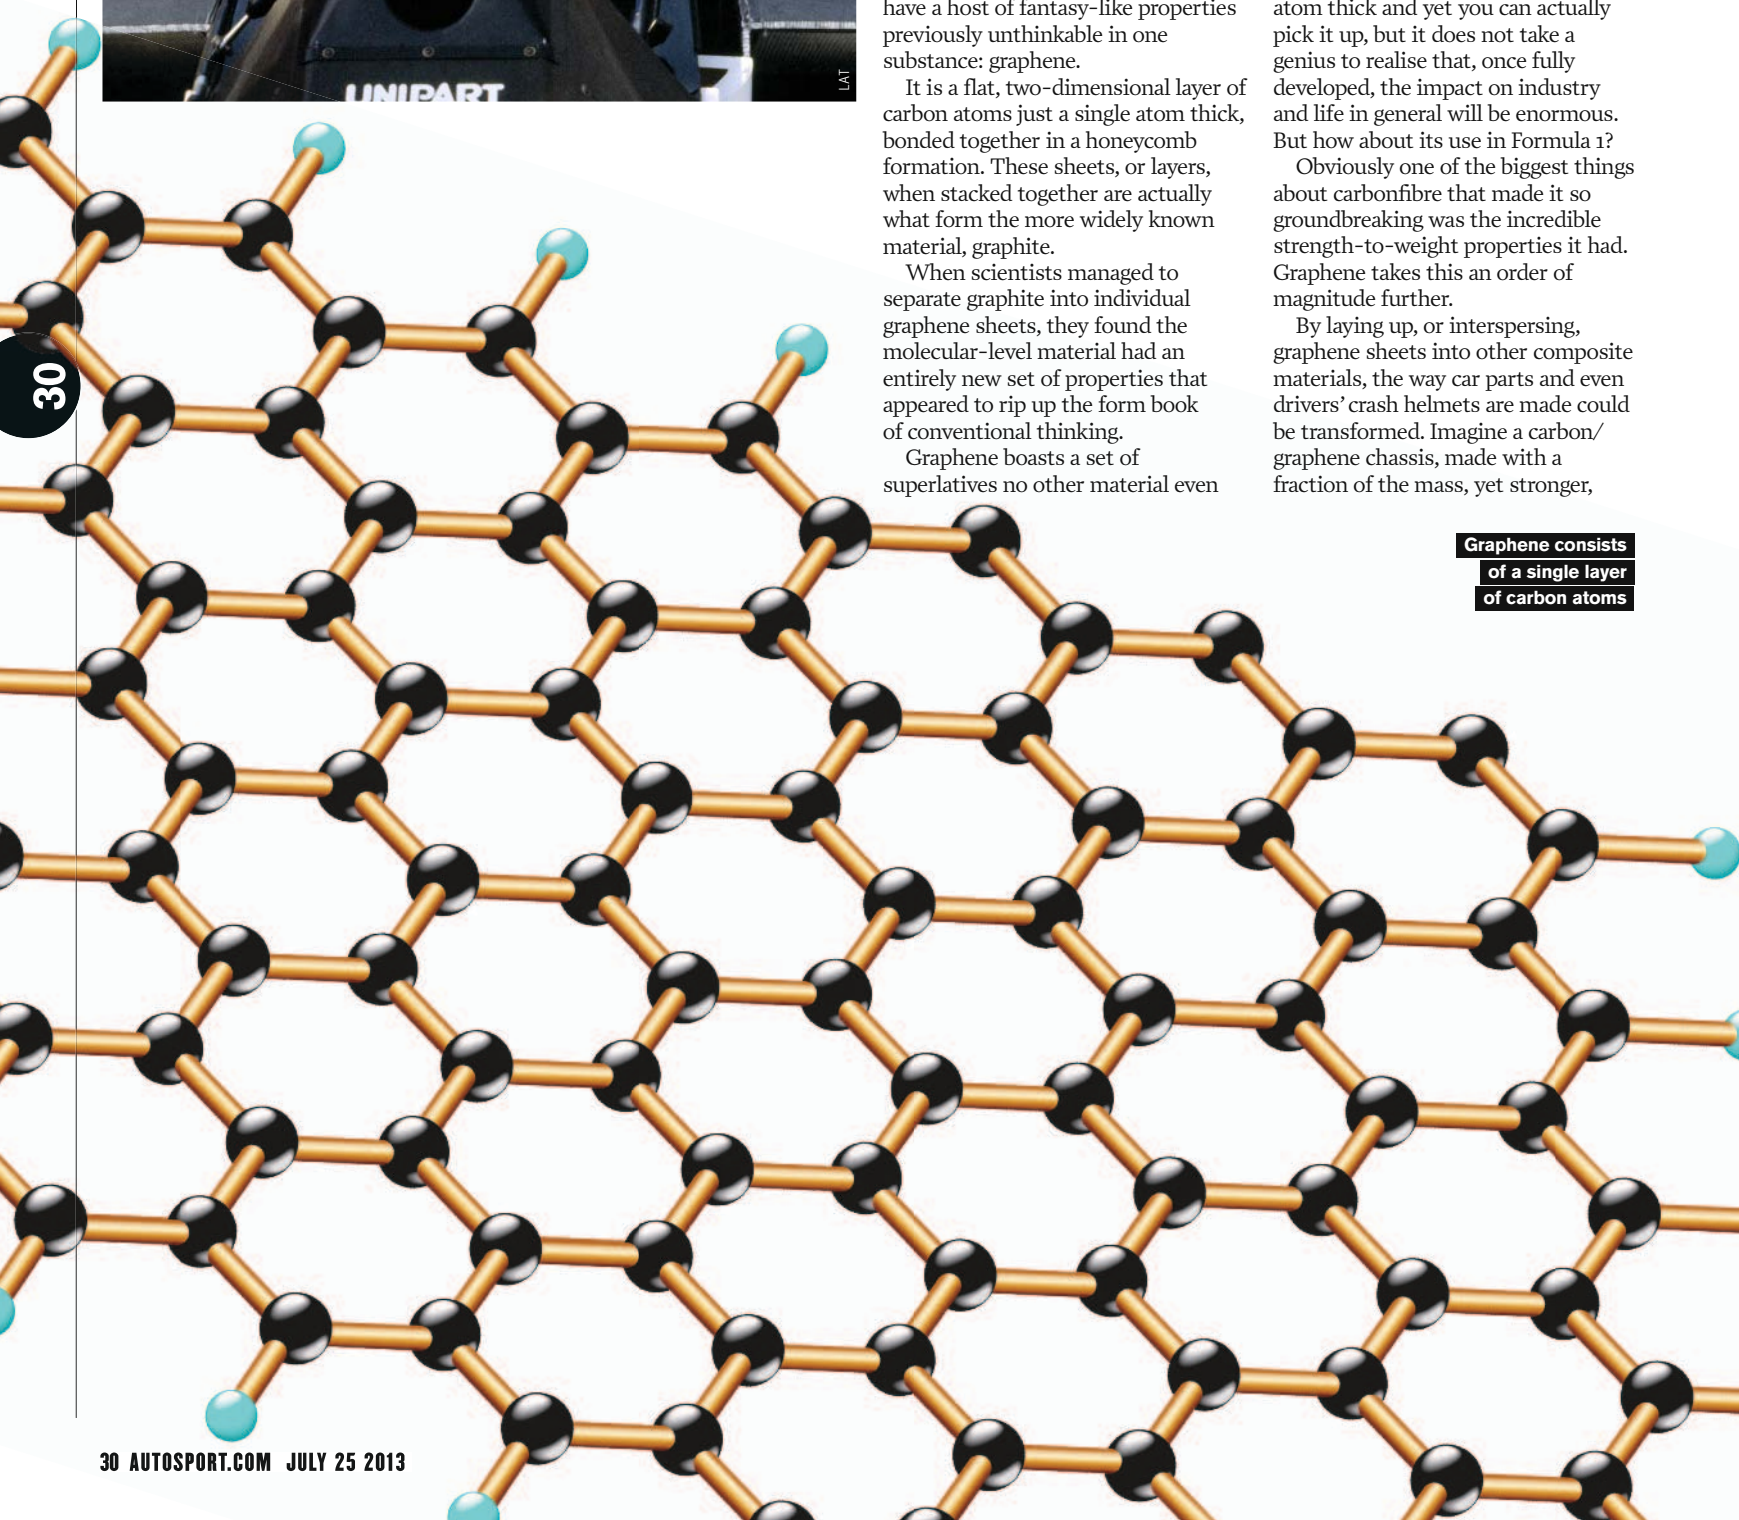 UNIPART
LAT
have a host of fantasy-like properties
previously unthinkable in one
substance: graphene.
It is a flat, two-dimensional layer of
carbon atoms just a single atom thick,
bonded together in a honeycomb
formation. These sheets, or layers,
when stacked together are actually
what form the more widely known
material, graphite.
When scientists managed to
separate graphite into individual
graphene sheets, they found the
molecular-level material had an
entirely new set of properties that
appeared to rip up the form book
of conventional thinking.
Graphene boasts a set of
superlatives no other material even
atom thick and yet you can actually
pick it up, but it does not take a
genius to realise that, once fully
developed, the impact on industry
and life in general will be enormous.
But how about its use in Formula 1?
Obviously one of the biggest things
about carbonfibre that made it so
groundbreaking was the incredible
strength-to-weight properties it had.
Graphene takes this an order of
magnitude further.
By laying up, or interspersing,
graphene sheets into other composite
materials, the way car parts and even
drivers' crash helmets are made could
be transformed. Imagine a carbon/
graphene chassis, made with a
fraction of the mass, yet stronger,
30
Graphene consists
of a single layer
of carbon atoms
30 AUTOSPORT.COM JULY 25 2013